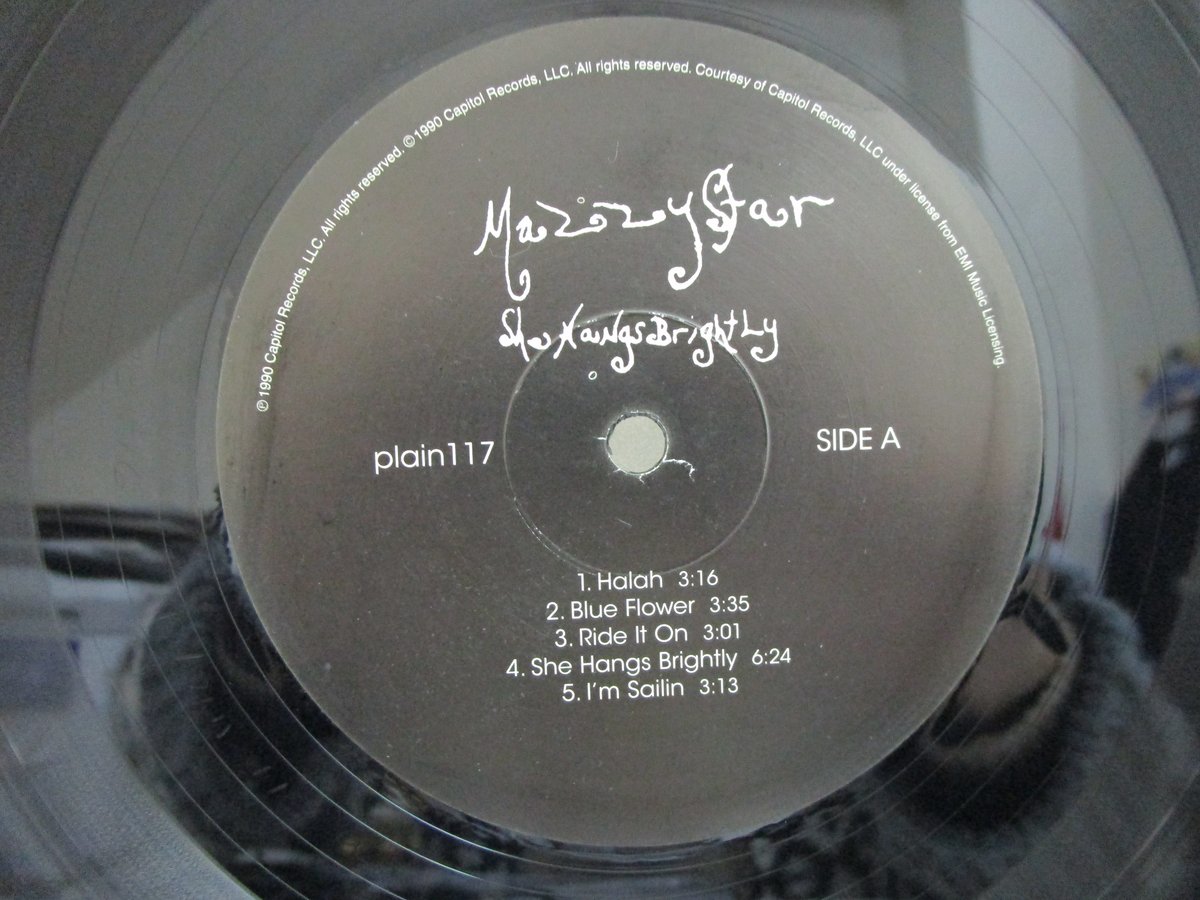 ℗ 1990 Capitol Records, LLC. All rights reserved. © 1990 Capitol Records, LLC. All rights reserved. Courtesy of Capitol Records, LLC under license from EMI Music Licensing.
Mazzy Star
She Hangs Brightly
plain117
SIDE A
1. Halah 3:16
2. Blue Flower 3:35
3. Ride It On 3:01
4. She Hangs Brightly 6:24
5. I'm Sailin 3:13